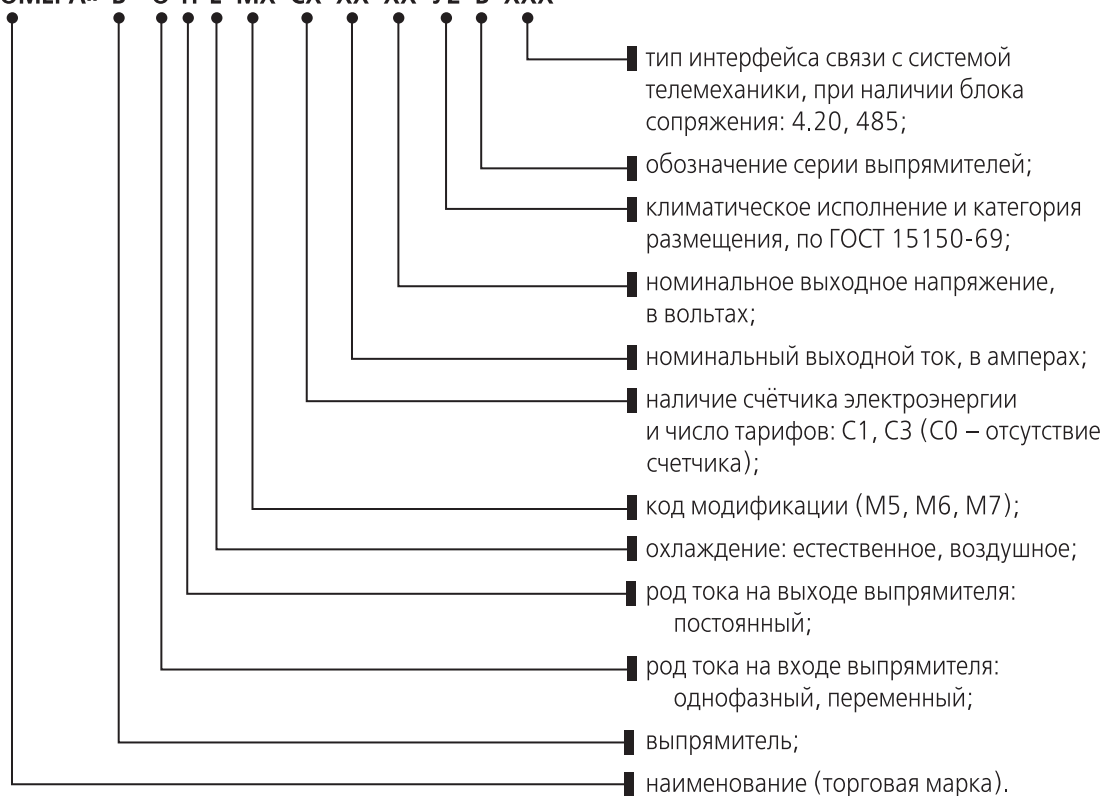 тип интерфейса связи с системой
телемеханики, при наличии блока
сопряжения: 4.20, 485;
обозначение серии выпрямителей;
климатическое исполнение и категория
размещения, по ГОСТ 15150-69;
номинальное выходное напряжение,
в вольтах;
номинальный выходной ток, в амперах;
наличие счётчика электроэнергии
и число тарифов: С1, С3 (С0 – отсутствие
счетчика);
код модификации (М5, М6, М7);
охлаждение: естественное, воздушное;
род тока на выходе выпрямителя:
постоянный;
род тока на входе выпрямителя:
однофазный, переменный;
выпрямитель;
наименование (торговая марка).